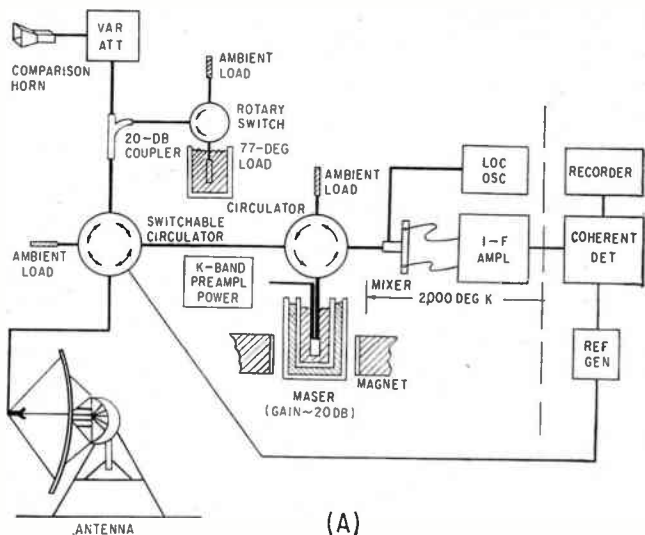 VAR
ATT
COMPARISON
HORN
AMBIENT
LOAD
ROTARY
SWITCH
20-DB
COUPLER
77-DEG
LOAD
AMBIENT
LOAD
CIRCULATOR
SWITCHABLE
CIRCULATOR
AMBIENT
LOAD
K-BAND
PREAMPL
POWER
LOC
OSC
RECORDER
I-F
AMPL
COHERENT
DET
MIXER
2,000 DEG K
REF
GEN
MAGNET
MASER
(GAIN~20DB)
ANTENNA
(A)